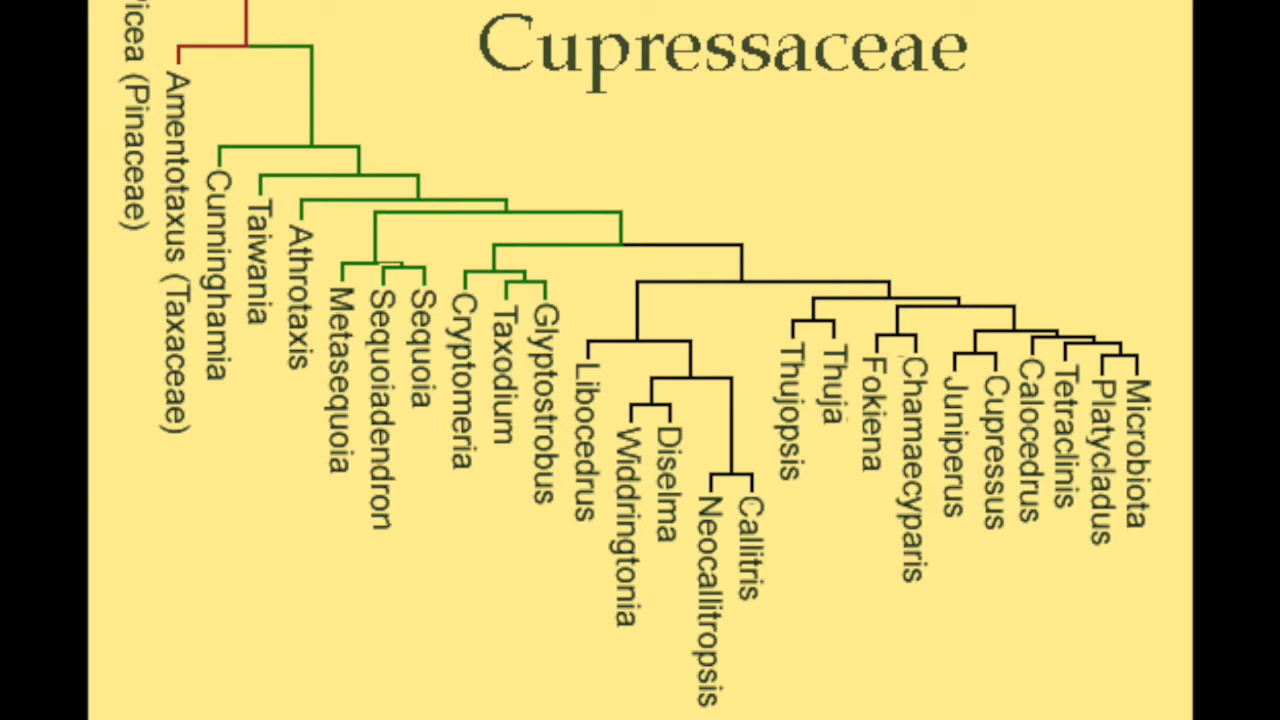 Cupressaceae
(Pinaceae)
Amentotaxus (Taxaceae)
Cunninghamia
Taiwania
Athrotaxis
Metasequoia
Sequoiadendron
Sequoia
Cryptomeria
Taxodium
Glyptostrobus
Libocedrus
Widdringtonia
Diselma
Neocallitropsis
Callitris
Thujopsis
Thuja
Fokiena
Chamaecyparis
Juniperus
Cupressus
Calocedrus
Tetraclinis
Platycladus
Microbiota